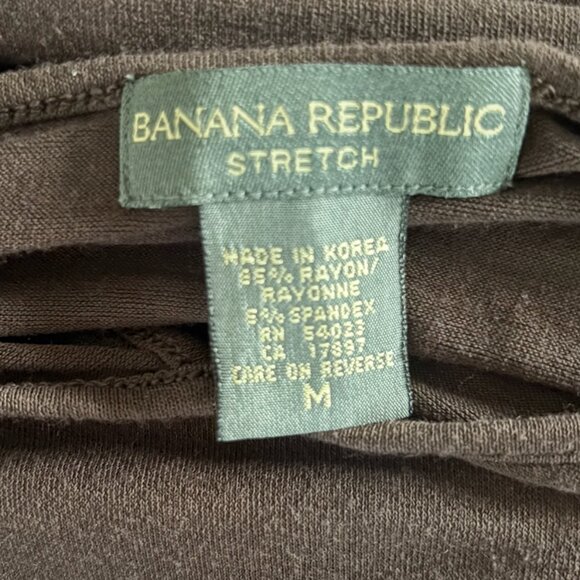 BANANA REPUBLIC
STRETCH
MADE IN KOREA
95% RAYON/
RAYONNE
5% SPANDEX
RN 54023
CA 17897
CARE ON REVERSE
M